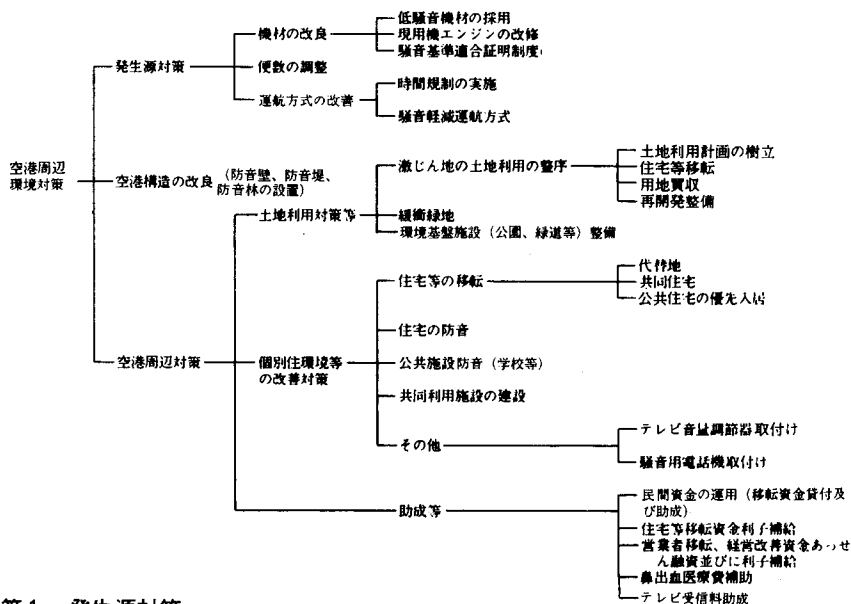 空港周辺
環境対策
発生源対策
機材の改良
低騒音機材の採用
現用機エンジンの改修
騒音基準適合証明制度
便数の調整
運航方式の改善
時間規制の実施
騒音軽減運航方式
空港構造の改良（防音壁、防音堤、
防音林の設置）
空港周辺対策
土地利用対策等
激じん地の土地利用の整序
土地利用計画の樹立
住宅等移転
用地買収
再開発整備
緩衝緑地
環境基盤施設（公園、緑道等）整備
個別住環境等
の改善対策
住宅等の移転
代替地
共同住宅
公共住宅の優先入居
住宅の防音
公共施設防音（学校等）
共同利用施設の建設
その他
テレビ音量調節器取付け
騒音用電話機取付け
助成等
民間資金の運用（移転資金貸付及
び助成）
住宅等移転資金利子補給
営業者移転、経営改善資金あっせ
ん融資並びに利子補給
鼻出血医療費補助
テレビ受信料助成
第1 発生源対策